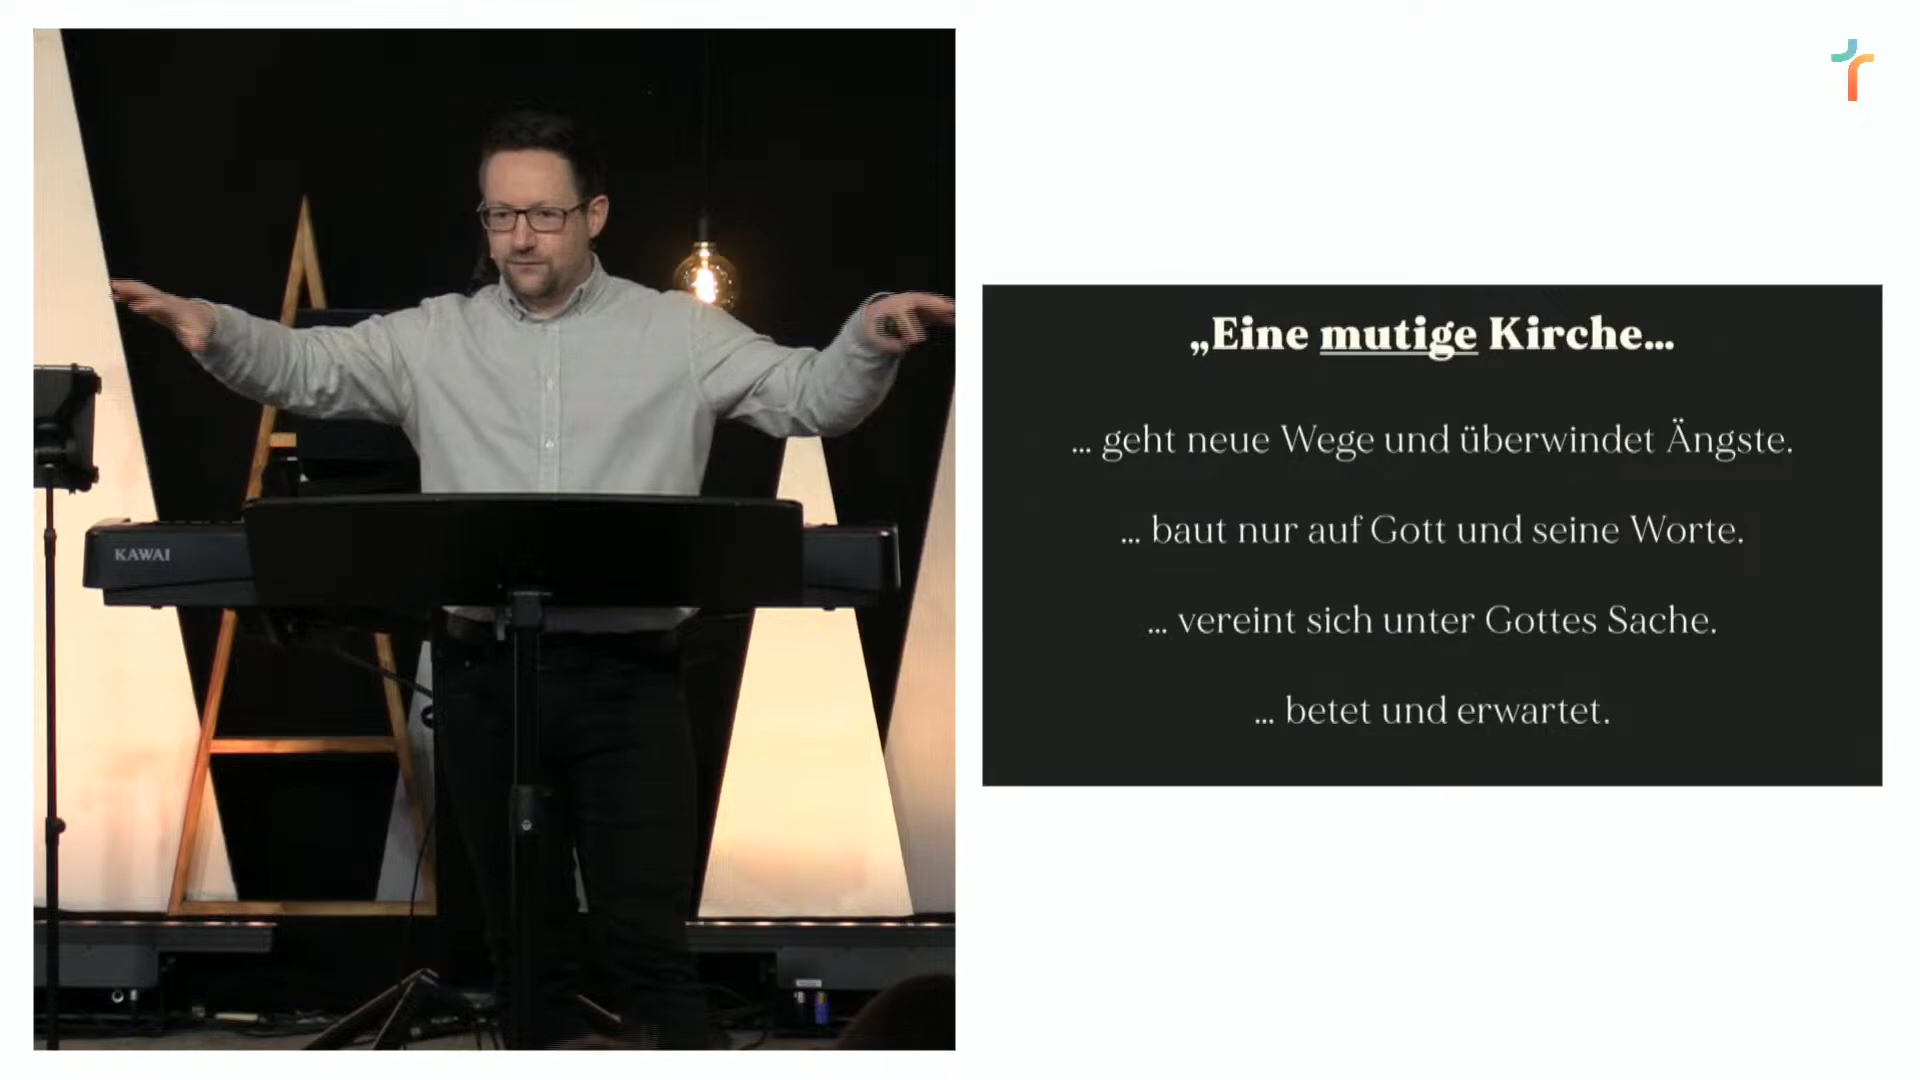 KAWAI
„Eine mutige Kirche...
... geht neue Wege und überwindet Ängste.
... baut nur auf Gott und seine Worte.
... vereint sich unter Gottes Sache.
... betet und erwartet.